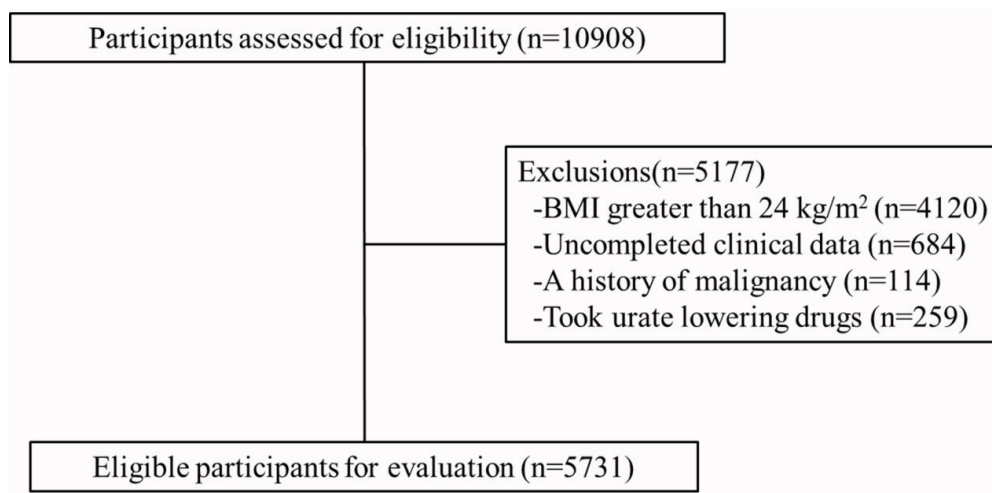 Participants assessed for eligibility (n=10908)
Exclusions(n=5177)
-BMI greater than 24 kg/m² (n=4120)
-Uncompleted clinical data (n=684)
-A history of malignancy (n=114)
-Took urate lowering drugs (n=259)
Eligible participants for evaluation (n=5731)